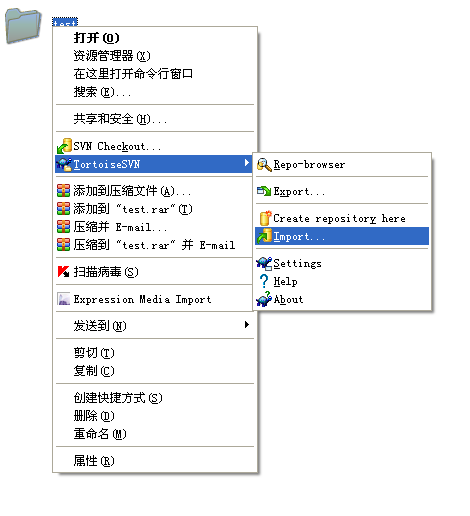 test
打开(O)
资源管理器(X)
在这里打开命令行窗口
搜索(E)...
共享和安全(H)...
SVN Checkout...
TortoiseSVN
添加到压缩文件(A)...
添加到 "test.rar"(T)
压缩并 E-mail...
压缩到 "test.rar" 并 E-mail
扫描病毒(S)
Expression Media Import
发送到(N)
剪切(T)
复制(C)
创建快捷方式(S)
删除(D)
重命名(M)
属性(R)
Repo-browser
Export...
Create repository here
Import...
Settings
Help
About